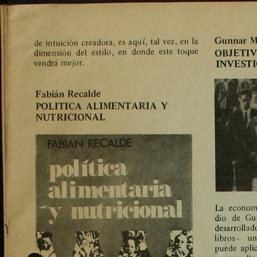 de intuición creadora, es aquí, tal vez, en la
dimensión del estilo, en donde este toque
vendrá mejor.
Fabián Recalde
POLITICA ALIMENTARIA Y
NUTRICIONAL
FABIAN RECALDE
política
alimentaria
y nutricional
Gunnar M
OBJETIV
INVESTIG
La econom
dio de Gu
desarrollad
libros— un
puede aplic